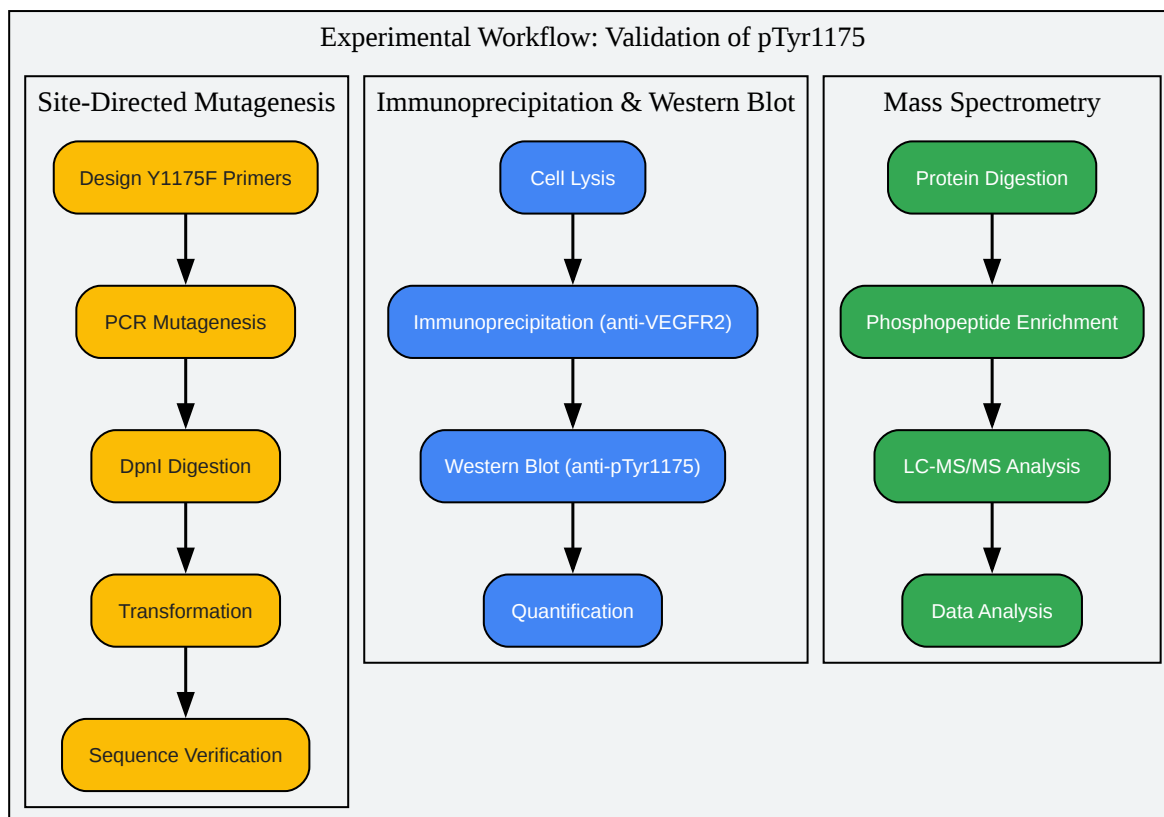 Experimental Workflow: Validation of pTyr1175
Site-Directed Mutagenesis
Design Y1175F Primers
PCR Mutagenesis
DpnI Digestion
Transformation
Sequence Verification
Immunoprecipitation & Western Blot
Cell Lysis
Immunoprecipitation (anti-VEGFR2)
Western Blot (anti-pTyr1175)
Quantification
Mass Spectrometry
Protein Digestion
Phosphopeptide Enrichment
LC-MS/MS Analysis
Data Analysis